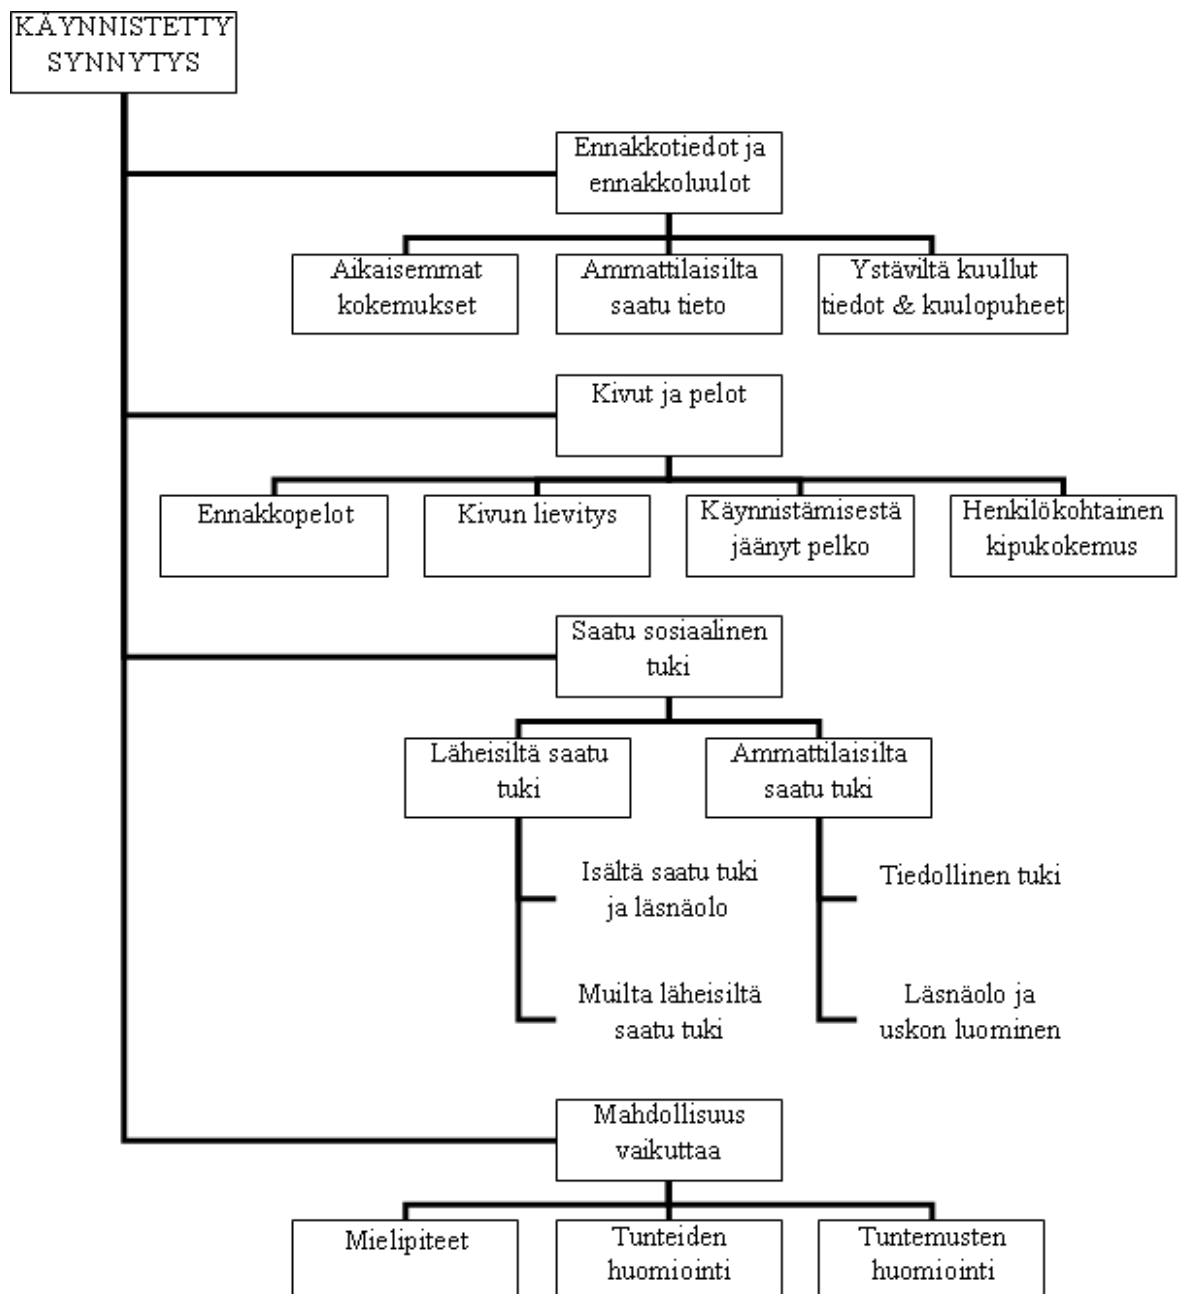 KÄYNNISTETTY
SYNNYTYS
Ennakkotiedot ja
ennakkoluulot
Aikaisemmat
kokemukset
Ammattilaisilta
saatu tieto
Ystäviltä kuullut
tiedot & kuulopuheet
Kivut ja pelot
Ennakkopelot
Kivun lievitys
Käynnistämisestä
jäänyt pelko
Henkilökohtainen
kipukokemus
Saatu sosiaalinen
tuki
Läheisiltä saatu
tuki
Ammattilaisilta
saatu tuki
Isältä saatu tuki
ja läsnäolo
Tiedollinen tuki
Muilta läheisiltä
saatu tuki
Läsnäolo ja
uskon luominen
Mahdollisuus
vaikuttaa
Mielipiteet
Tunteiden
huomiointi
Tuntemusten
huomiointi